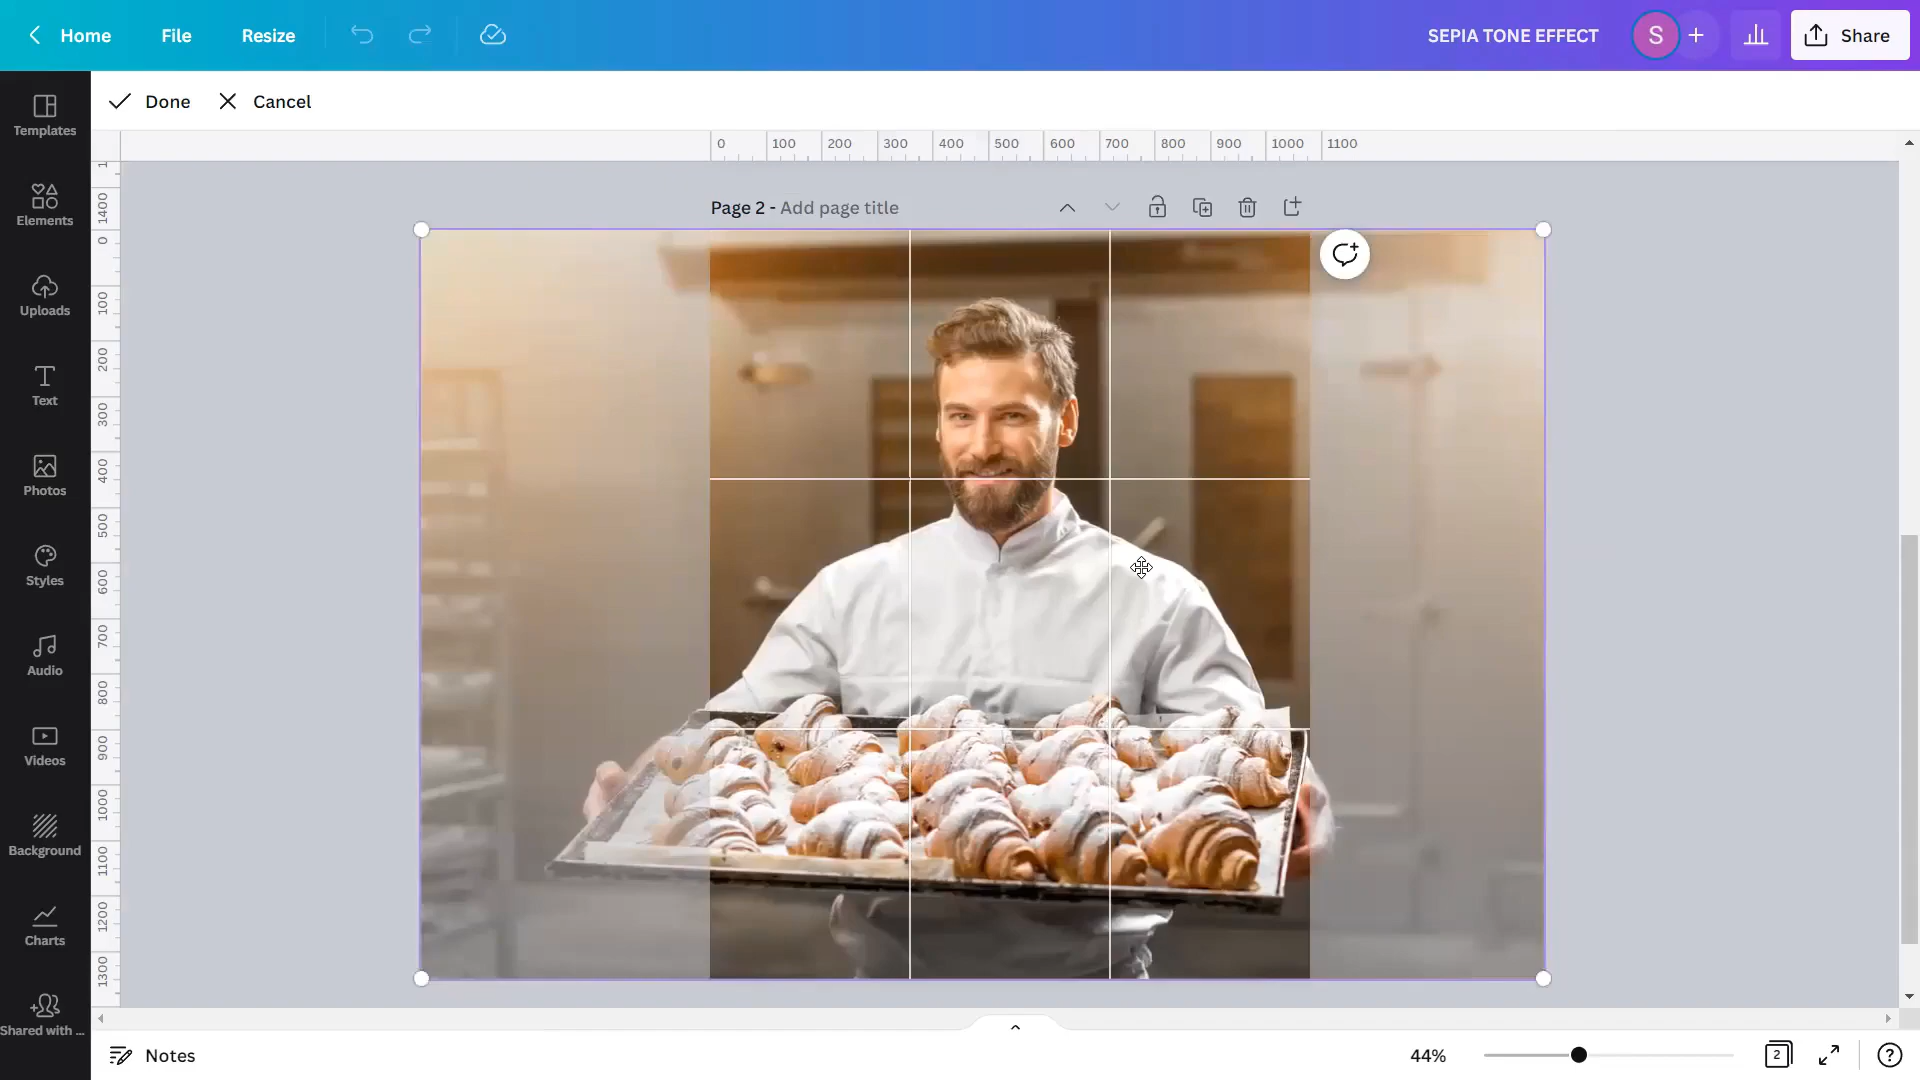 Home File Resize SEPIA TONE EFFECT S Share
Done Cancel
0 100 200 300 400 500 600 700 800 900 1000 1100
Page 2 - Add page title
1400
0
100
200
300
400
500
600
700
800
900
1000
1100
1200
1300
Templates
Elements
Uploads
Text
Photos
Styles
Audio
Videos
Background
Charts
Shared with ...
Notes 44% 2 ?